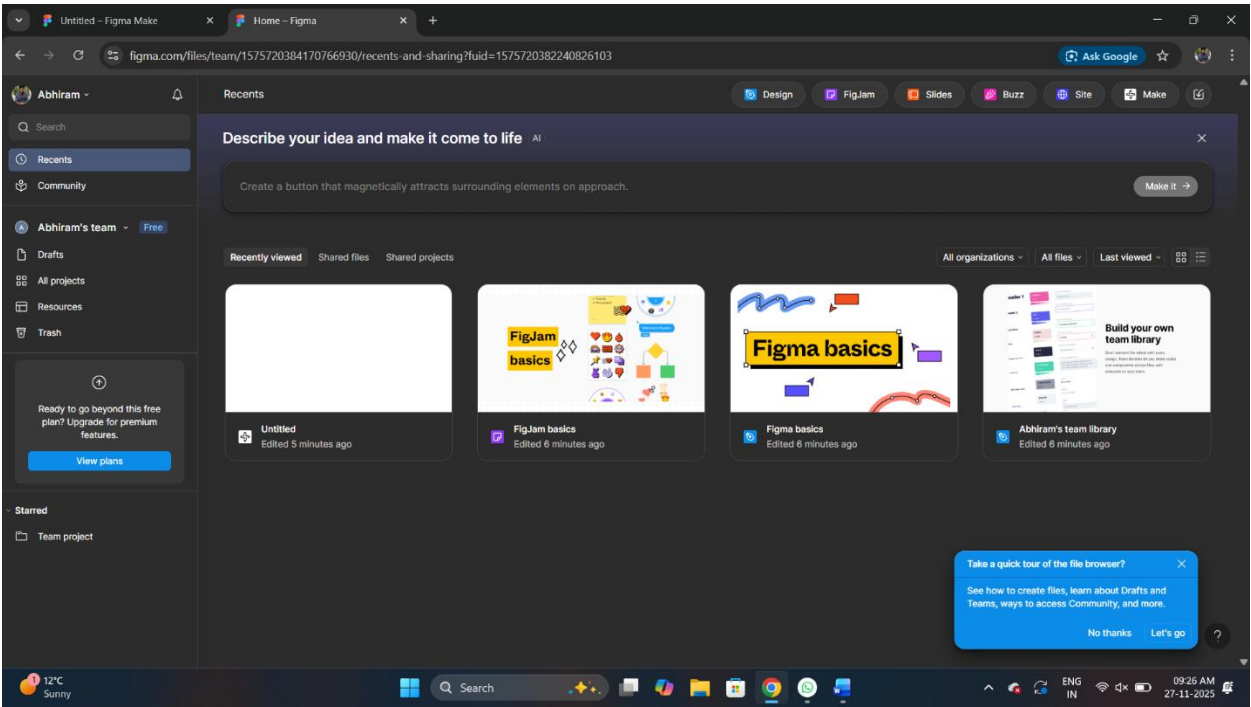 Untitled – Figma Make
Home – Figma
figma.com/files/team/1575720384170766930/recents-and-sharing?fuid=1575720382240826103
Ask Google
Abhiram
Recents
Design
FigJam
Slides
Buzz
Site
Make
Search
Recents
Community
Abhiram's team
Free
Drafts
All projects
Resources
Trash
Ready to go beyond this free
plan? Upgrade for premium
features.
View plans
Starred
Team project
Describe your idea and make it come to life AI
Create a button that magnetically attracts surrounding elements on approach.
Make it →
Recently viewed
Shared files
Shared projects
All organizations
All files
Last viewed
FigJam
basics
Figma basics
Build your own
team library
Untitled
Edited 5 minutes ago
FigJam basics
Edited 6 minutes ago
Figma basics
Edited 6 minutes ago
Abhiram's team library
Edited 6 minutes ago
Take a quick tour of the file browser?
See how to create files, learn about Drafts and
Teams, ways to access Community, and more.
No thanks
Let's go
?
1
12°C
Sunny
Search
ENG
IN
09:26 AM
27-11-2025